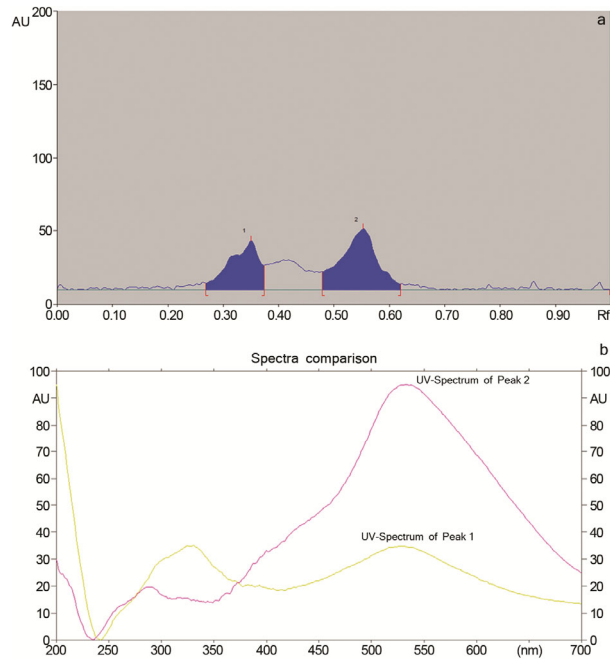 200
AU
a
150
100
50
0
1
2
0.00 0.10 0.20 0.30 0.40 0.50 0.60 0.70 0.80 0.90 Rf
b
Spectra comparison
100 100
AU AU
UV-Spectrum of Peak 2
90 90
80 80
70 70
60 60
50 50
40 40
UV-Spectrum of Peak 1
30 30
20 20
10 10
0 0
200 250 300 350 400 450 500 550 600 (nm) 700